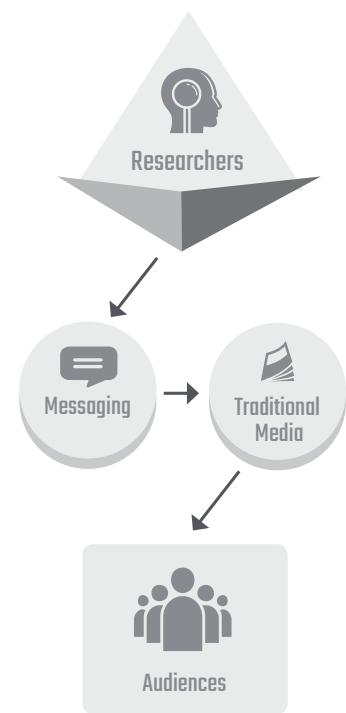 Researchers
Messaging
Traditional
Media
Audiences